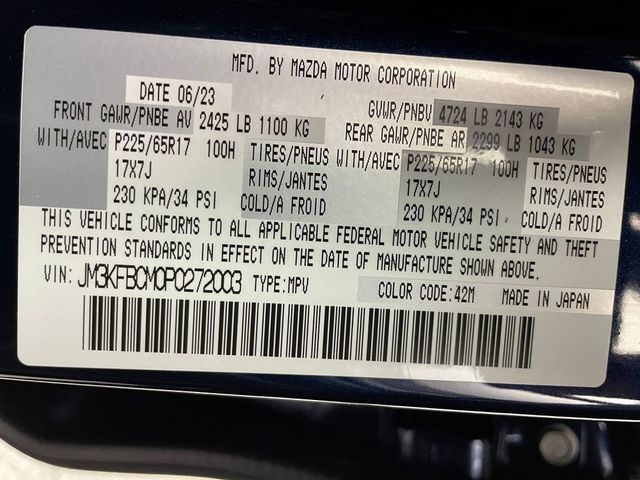 MFD. BY MAZDA MOTOR CORPORATION
DATE 06/23 GVWR/PNBV 4724 LB 2143 KG
FRONT GAWR/PNBE AV 2425 LB 1100 KG REAR GAWR/PNBE AR 2299 LB 1043 KG
WITH/AVEC P225/65R17 100H TIRES/PNEUS WITH/AVEC P225/65R17 100H TIRES/PNEUS
17X7J RIMS/JANTES 17X7J RIMS/JANTES
230 KPA/34 PSI COLD/A FROID 230 KPA/34 PSI COLD/A FROID
THIS VEHICLE CONFORMS TO ALL APPLICABLE FEDERAL MOTOR VEHICLE SAFETY AND THEFT
PREVENTION STANDARDS IN EFFECT ON THE DATE OF MANUFACTURE SHOWN ABOVE.
VIN: JM3KFBCM0P0272003 TYPE:MPV COLOR CODE:42M MADE IN JAPAN